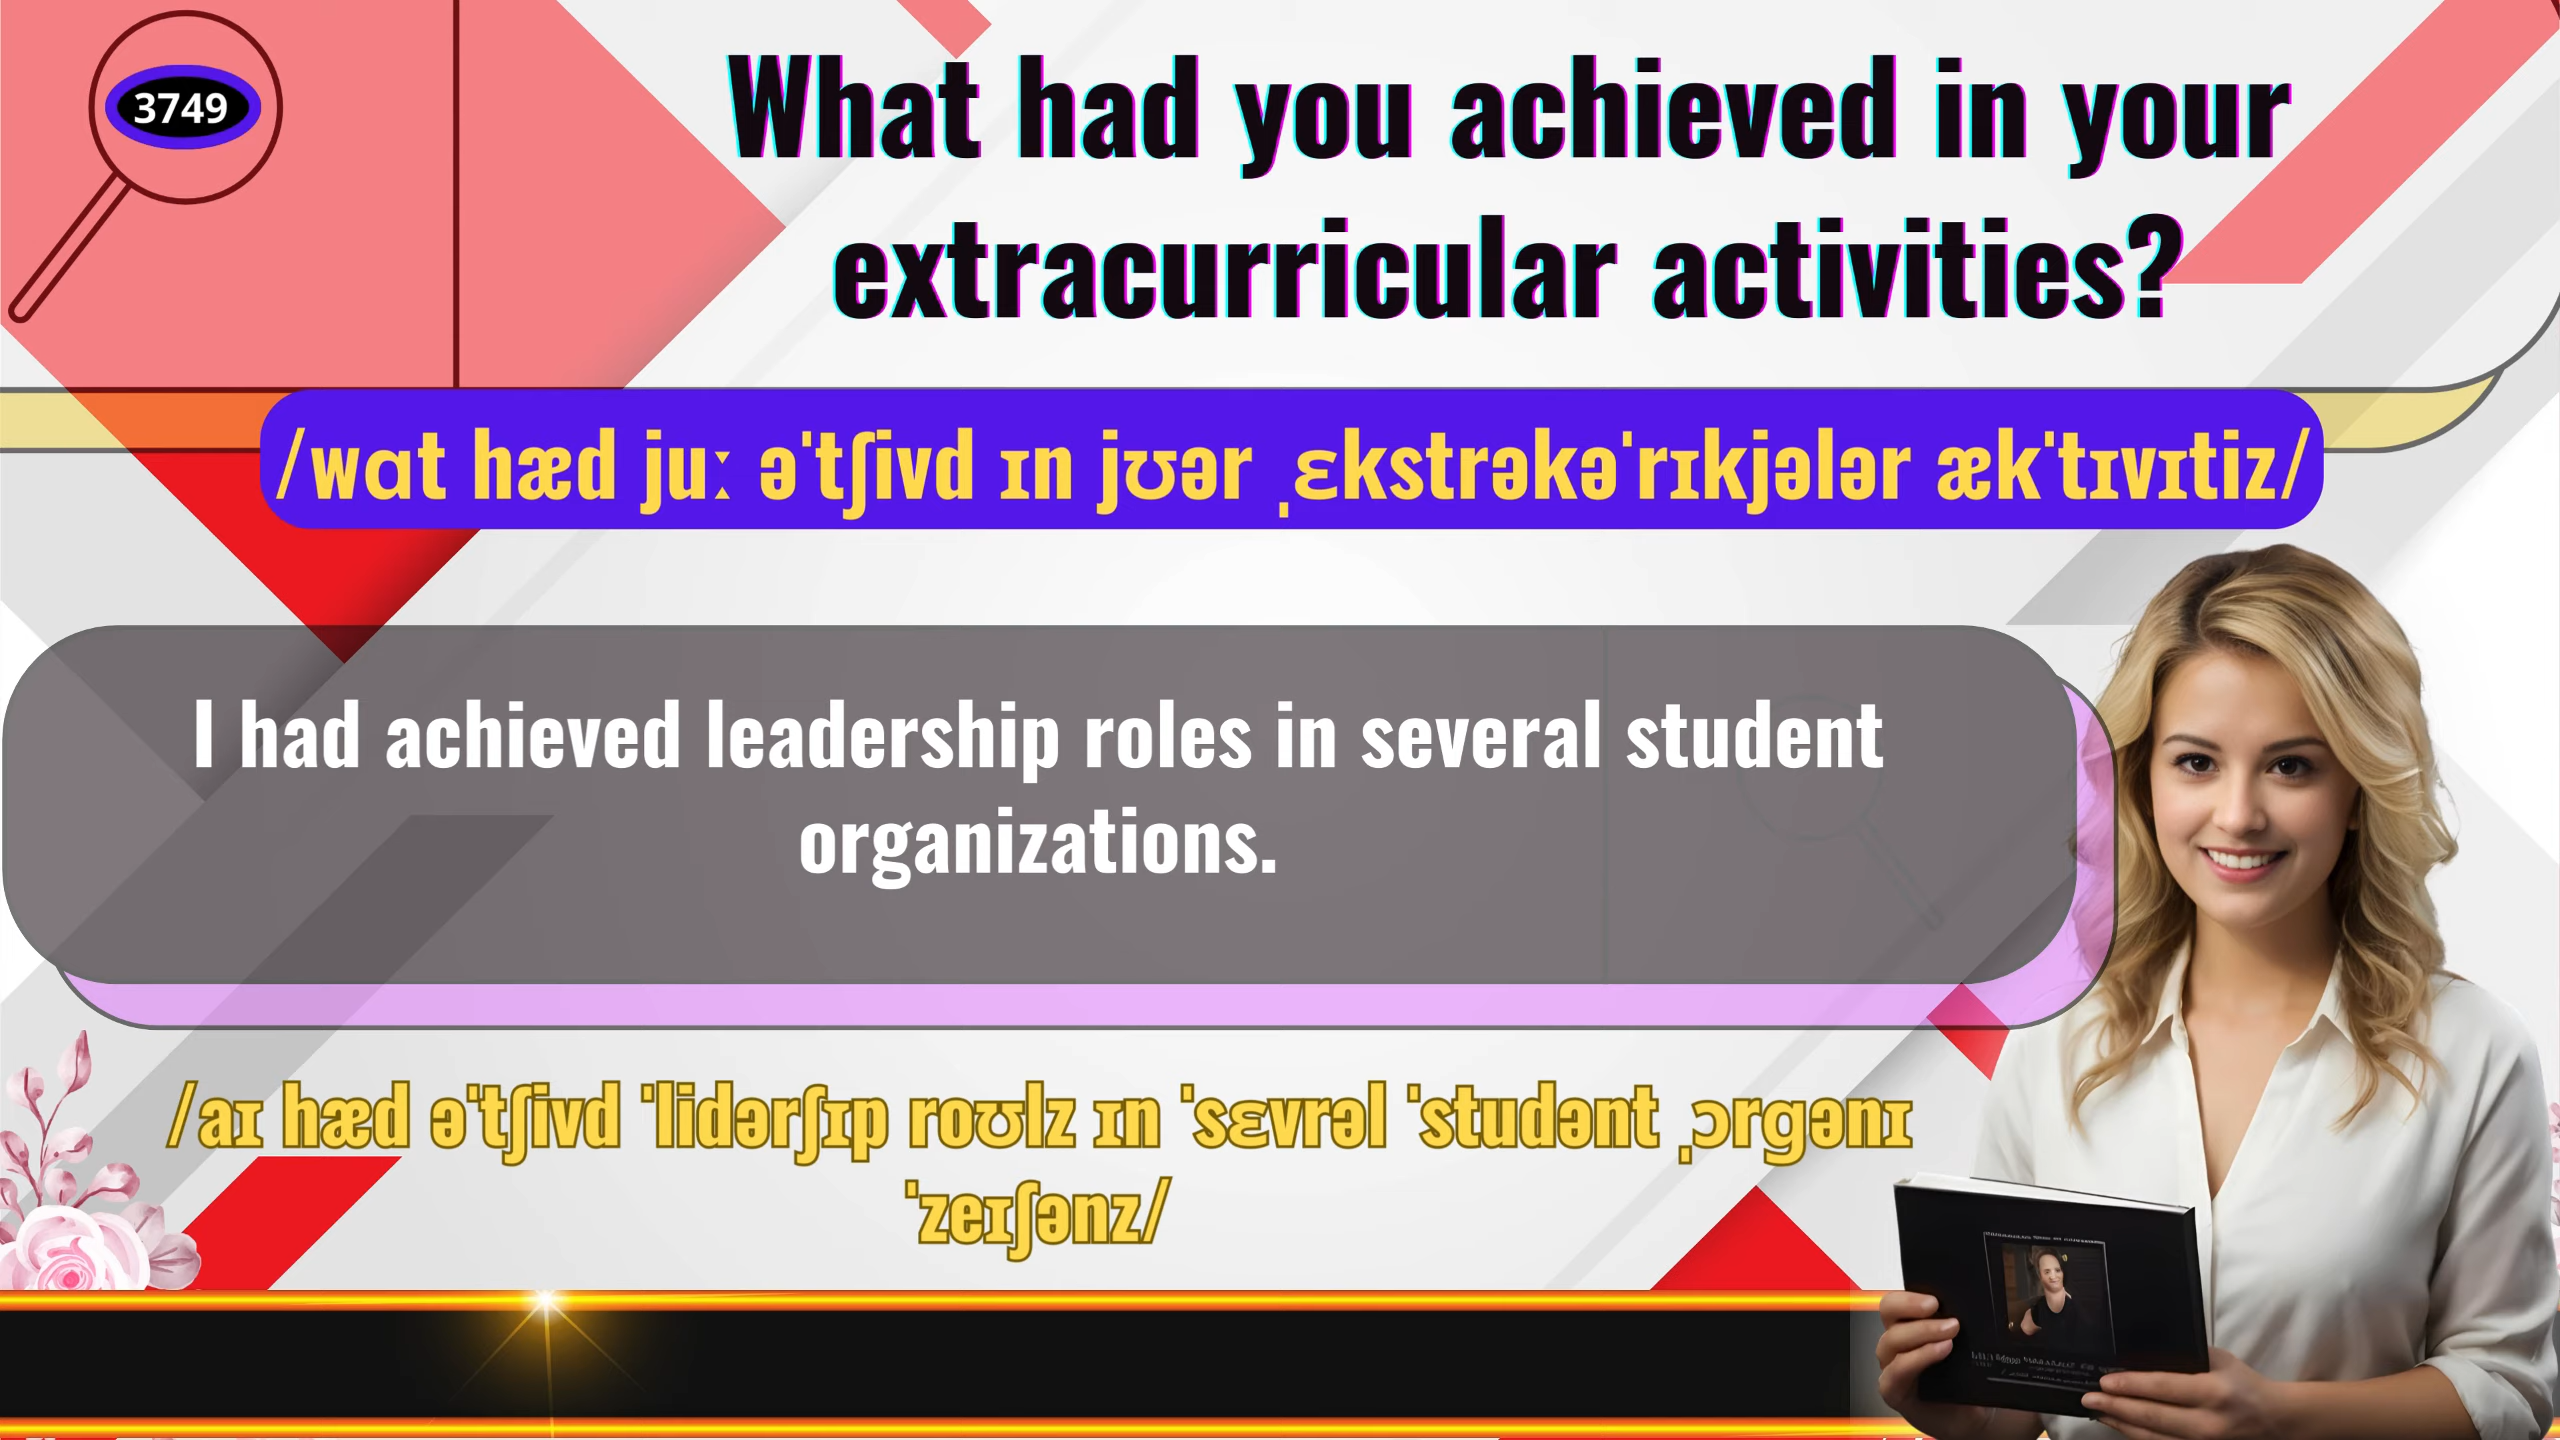 3749
What had you achieved in your
extracurricular activities?
/wɑt hæd juː əˈtʃivd ɪn jʊər ˌɛkstrəkəˈrɪkjələr ækˈtɪvɪtiz/
I had achieved leadership roles in several student
organizations.
/aɪ hæd əˈtʃivd ˈlidərʃɪp roʊlz ɪn ˈsɛvrəl ˈstudənt ˌɔrgənɪ
ˈzeɪʃənz/